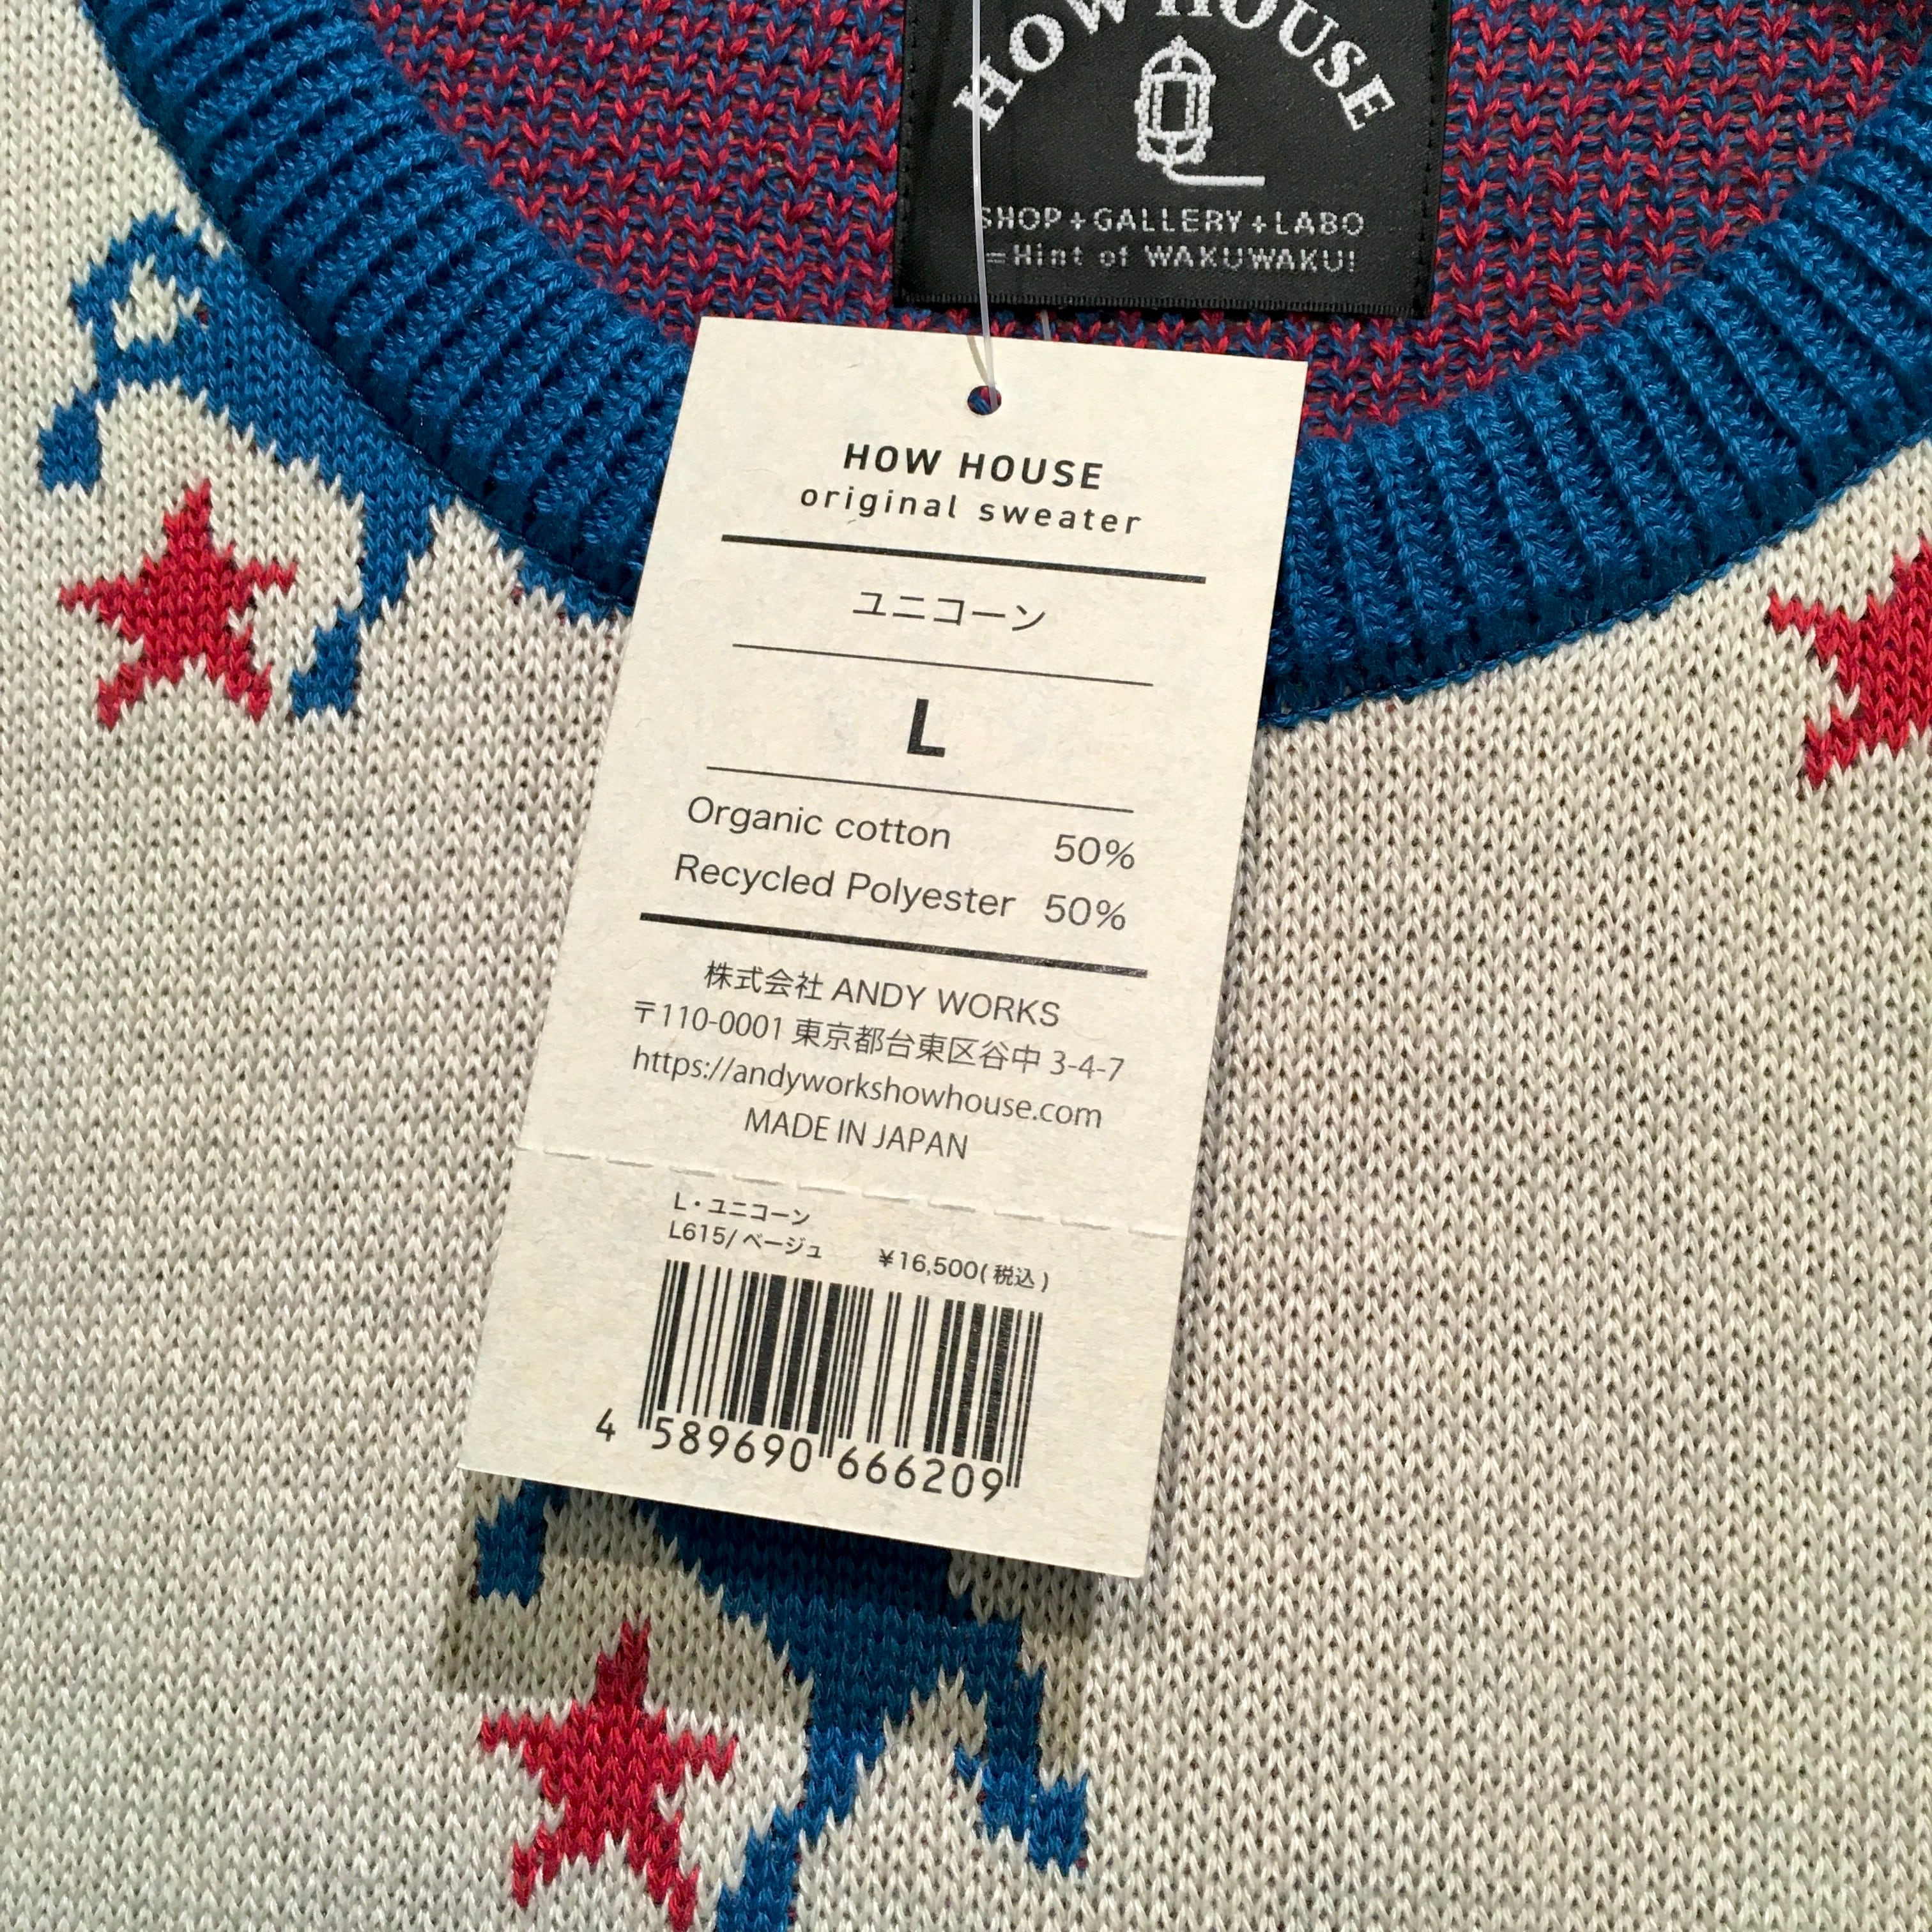 HOW HOUSE
SHOP+GALLERY+LABO
=Hint of WAKUWAKU!
HOW HOUSE
original sweater
ユニコーン
L
Organic cotton 50%
Recycled Polyester 50%
株式会社 ANDY WORKS
〒110-0001 東京都台東区谷中 3-4-7
https://andyworkshowhouse.com
MADE IN JAPAN
L・ユニコーン
L615/ベージュ ¥16,500(税込)
4 589690 666209